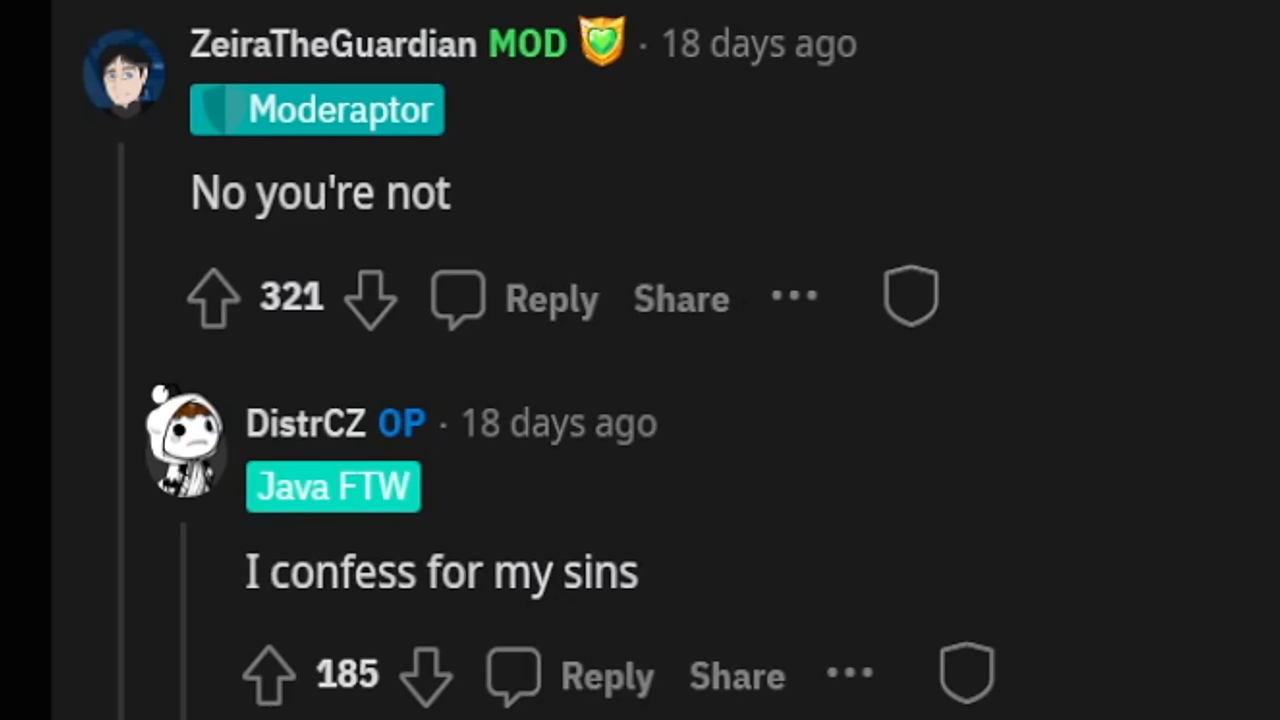 ZeiraTheGuardian MOD · 18 days ago
Moderaptor
No you're not
321 Reply Share ...
DistrCZ OP · 18 days ago
Java FTW
I confess for my sins
185 Reply Share ...